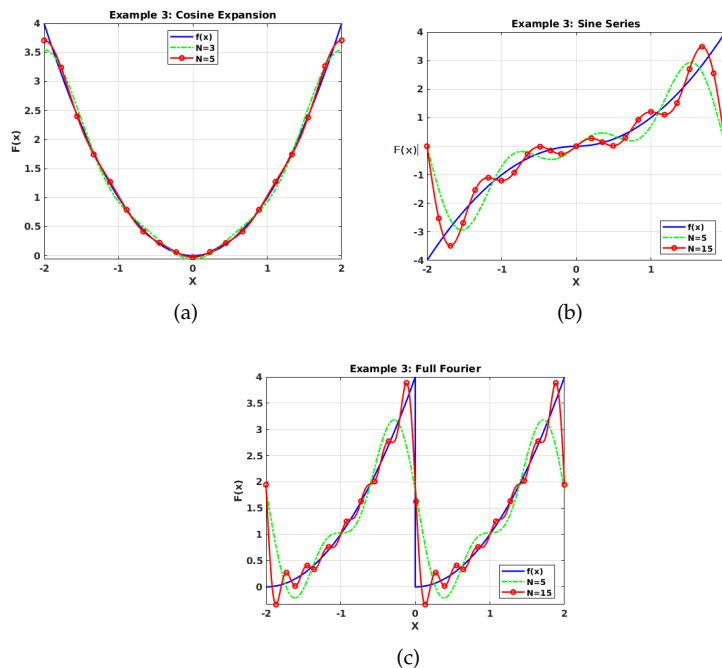 Example 3: Cosine Expansion
4
3.5
3
2.5
2
1.5
1
0.5
0
F(x)
f(x)
N=3
N=5
-2 -1 0 1 2
X
(a)
Example 3: Sine Series
4
3
2
1
0
F(x)
-1
-2
-3
-4
f(x)
N=5
N=15
-2 -1 0 1
X
(b)
Example 3: Full Fourier
4
3.5
3
2.5
2
1.5
1
0.5
0
F(x)
f(x)
N=5
N=15
-2 -1 0 1 2
X
(c)